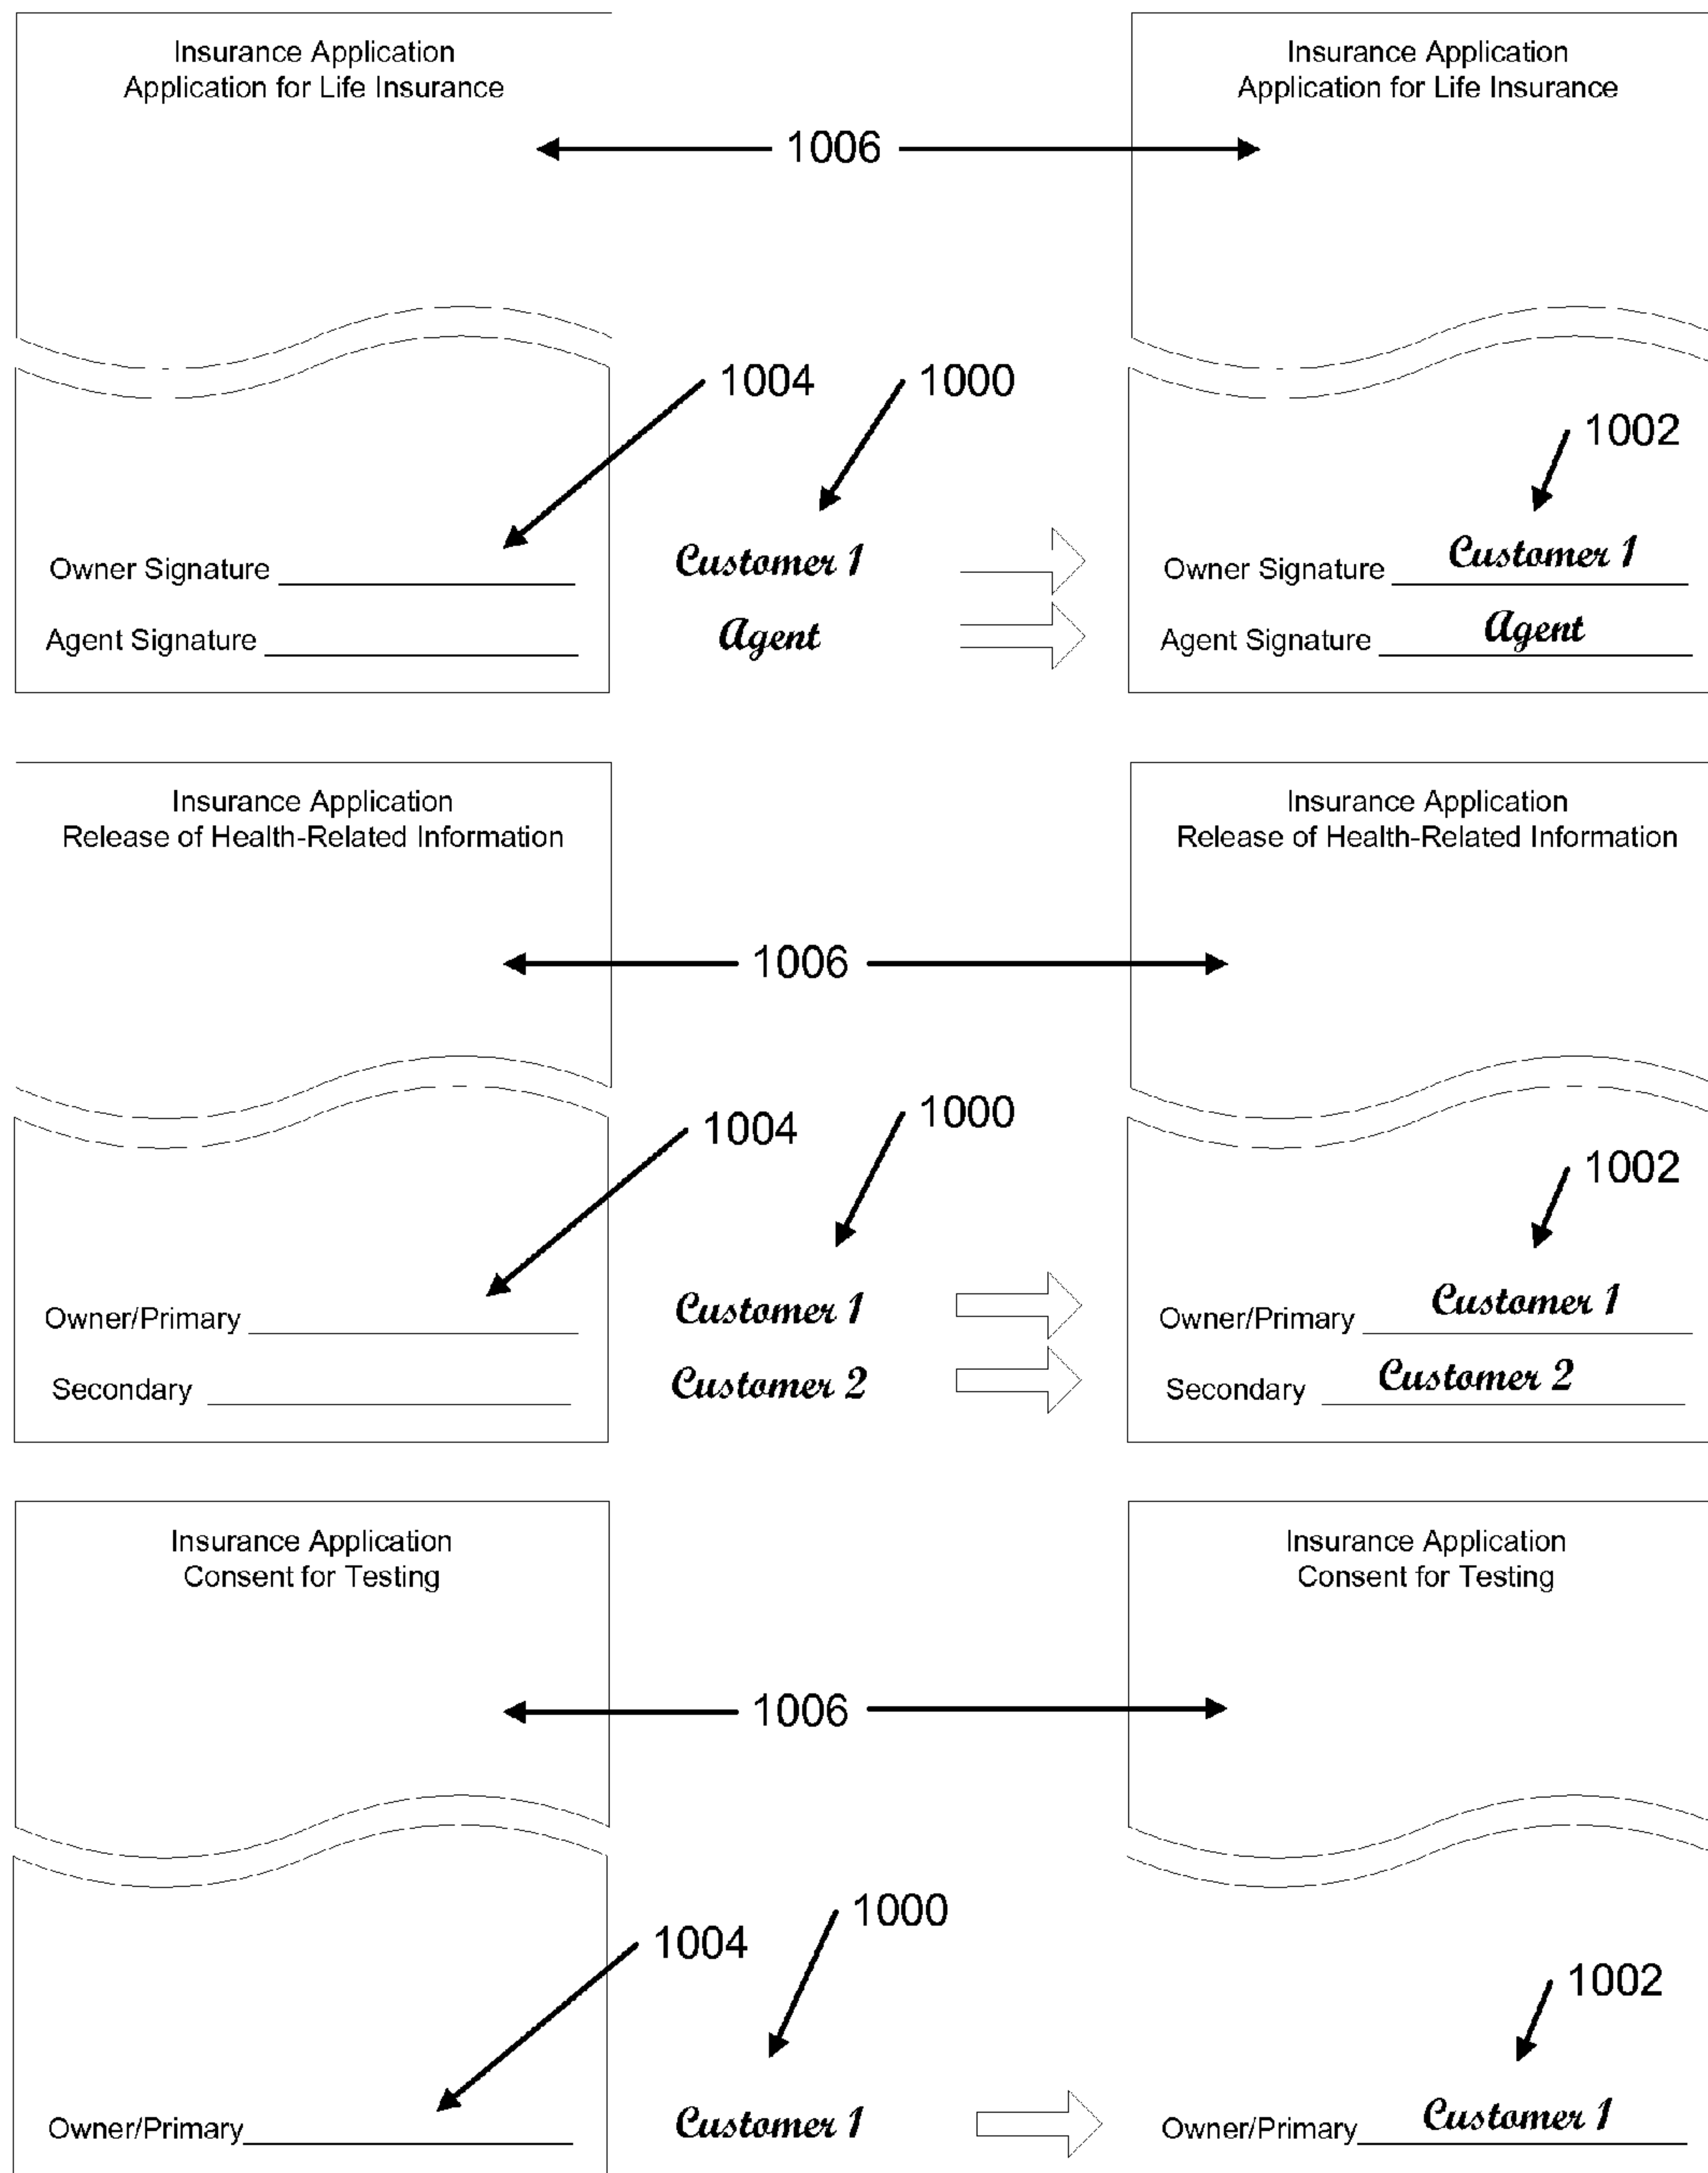 Insurance Application
Application for Life Insurance
Insurance Application
Application for Life Insurance
1006
1004
1000
1002
Owner Signature
Customer 1
Owner Signature Customer 1
Agent Signature
Agent
Agent Signature Agent
Insurance Application
Release of Health-Related Information
Insurance Application
Release of Health-Related Information
1006
1004
1000
1002
Owner/Primary
Customer 1
Owner/Primary Customer 1
Secondary
Customer 2
Secondary Customer 2
Insurance Application
Consent for Testing
Insurance Application
Consent for Testing
1006
1004
1000
1002
Owner/Primary
Customer 1
Owner/Primary Customer 1